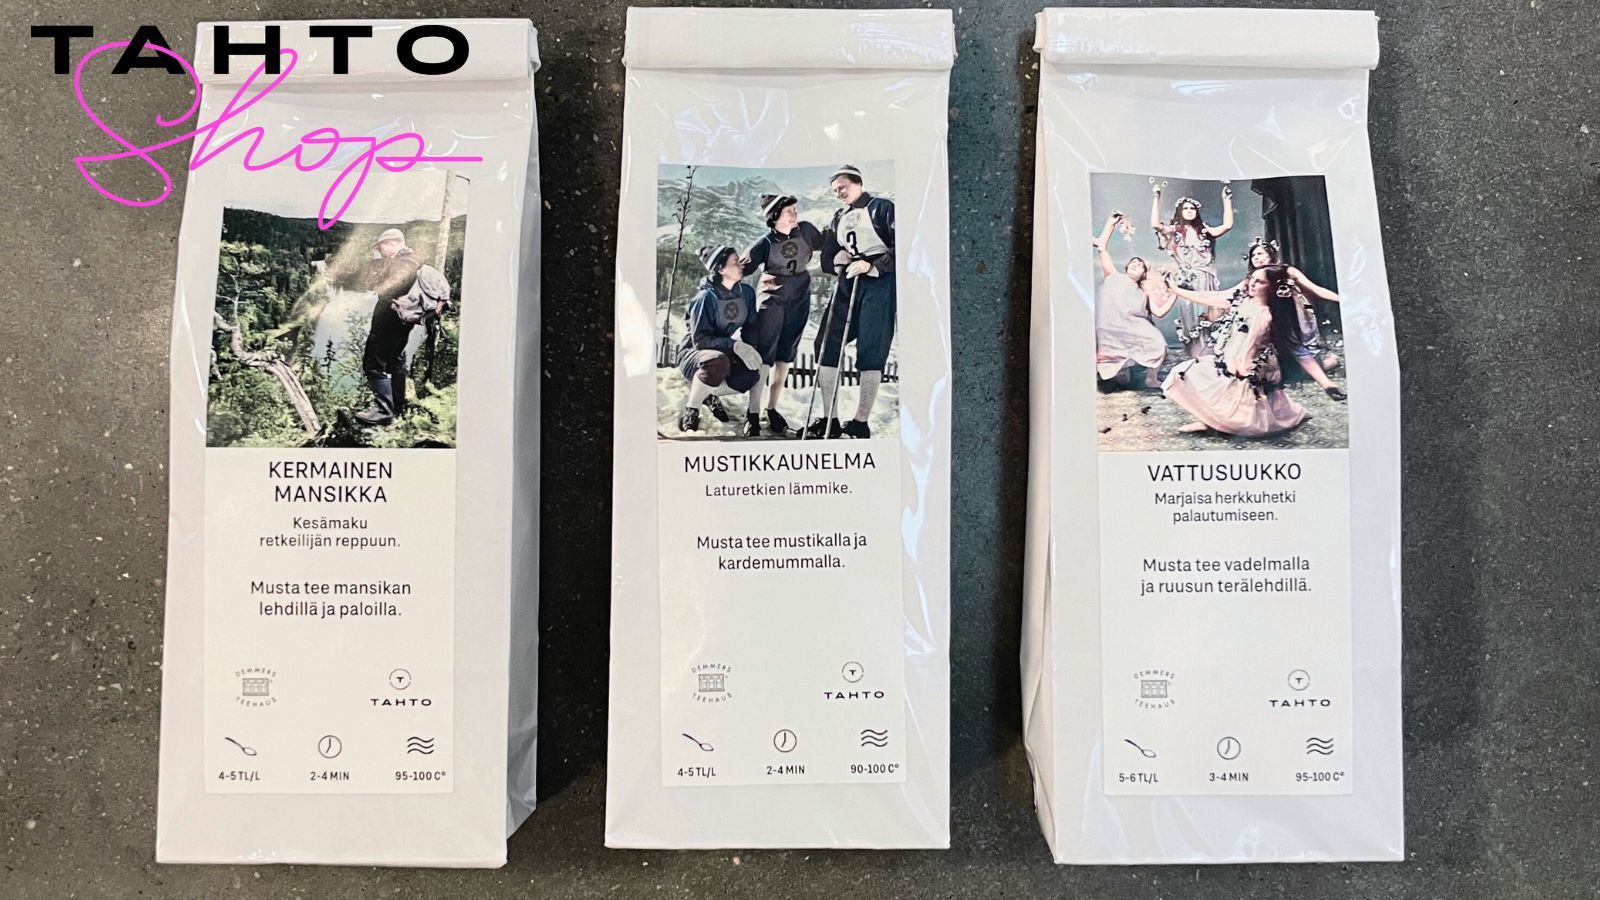 TAHTO
Shop
KERMAINEN
MANSIKKA
Kesämaku
retkeilijän reppuun.
Musta tee mansikan
lehdillä ja paloilla.
DEMMERS
TEEHAUS
T
TAHTO
4-5 TL/L
2-4 MIN
95-100 C°
3
3
MUSTIKKAUNELMA
Laturetkien lämmike.
Musta tee mustikalla ja
kardemummalla.
DEMMERS
TEEHAUS
T
TAHTO
4-5 TL/L
2-4 MIN
90-100 C°
VATTUSUUKKO
Marjaisa herkkuhetki
palautumiseen.
Musta tee vadelmalla
ja ruusun terälehdillä.
DEMMERS
TEEHAUS
T
TAHTO
5-6 TL/L
3-4 MIN
95-100 C°